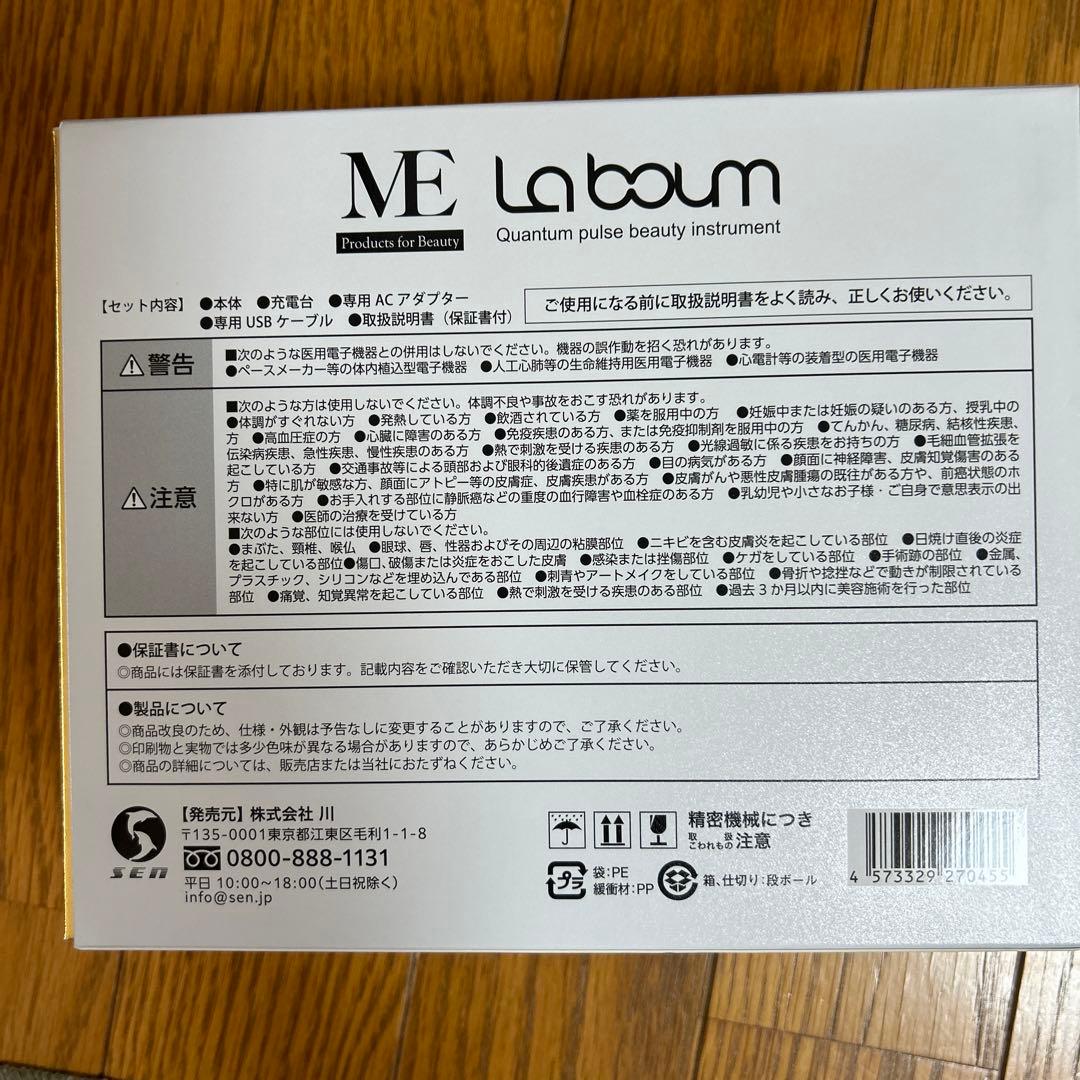 ME
Products for Beauty
La boum
Quantum pulse beauty instrument
【セット内容】 ●本体 ●充電台 ●専用 AC アダプター
●専用 USB ケーブル ●取扱説明書（保証書付）
ご使用になる前に取扱説明書をよく読み、正しくお使いください。
⚠警告
■次のような医用電子機器との併用はしないでください。機器の誤作動を招く恐れがあります。
●ペースメーカー等の体内植込型電子機器 ●人工心肺等の生命維持用医用電子機器 ●心電計等の装着型の医用電子機器
⚠注意
■次のような方は使用しないでください。体調不良や事故をおこす恐れがあります。
●体調がすぐれない方 ●発熱している方 ●飲酒されている方 ●薬を服用中の方 ●妊娠中または妊娠の疑いのある方、授乳中の
方 ●高血圧症の方 ●心臓に障害のある方 ●免疫疾患のある方、または免疫抑制剤を服用中の方 ●てんかん、糖尿病、結核性疾患、
伝染病疾患、急性疾患、慢性疾患のある方 ●熱で刺激を受ける疾患のある方 ●光線過敏に係る疾患をお持ちの方 ●毛細血管拡張を
起こしている方 ●交通事故等による頭部および眼科的後遺症のある方 ●目の病気がある方 ●顔面に神経障害、皮膚知覚傷害のある
方 ●特に肌が敏感な方、顔面にアトピー等の皮膚症、皮膚疾患がある方 ●皮膚がんや悪性皮膚腫瘍の既往がある方や、前癌状態のホ
クロがある方 ●お手入れする部位に静脈癌などの重度の血行障害や血栓症のある方 ●乳幼児や小さなお子様・ご自身で意思表示の出
来ない方 ●医師の治療を受けている方
■次のような部位には使用しないでください。
●まぶた、頸椎、喉仏 ●眼球、唇、性器およびその周辺の粘膜部位 ●ニキビを含む皮膚炎を起こしている部位 ●日焼け直後の炎症
を起こしている部位●傷口、破傷または炎症をおこした皮膚 ●感染または挫傷部位 ●ケガをしている部位 ●手術跡の部位 ●金属、
プラスチック、シリコンなどを埋め込んである部位 ●刺青やアートメイクをしている部位 ●骨折や捻挫などで動きが制限されている
部位 ●痛覚、知覚異常を起こしている部位 ●熱で刺激を受ける疾患のある部位 ●過去 3 か月以内に美容施術を行った部位
●保証書について
◎商品には保証書を添付しております。記載内容をご確認いただき大切に保管してください。
●製品について
◎商品改良のため、仕様・外観は予告なしに変更することがありますので、ご了承ください。
◎印刷物と実物では多少色味が異なる場合がありますので、あらかじめご了承ください。
◎商品の詳細については、販売店または当社におたずねください。
SEN
【発売元】株式会社 川
〒135-0001東京都江東区毛利1-1-8
0800-888-1131
平日 10:00～18:00（土日祝除く）
info@sen.jp
精密機械につき
取扱注意
こわれもの
プラ
袋:PE
緩衝材:PP
箱、仕切り:段ボール
4 573329 270455